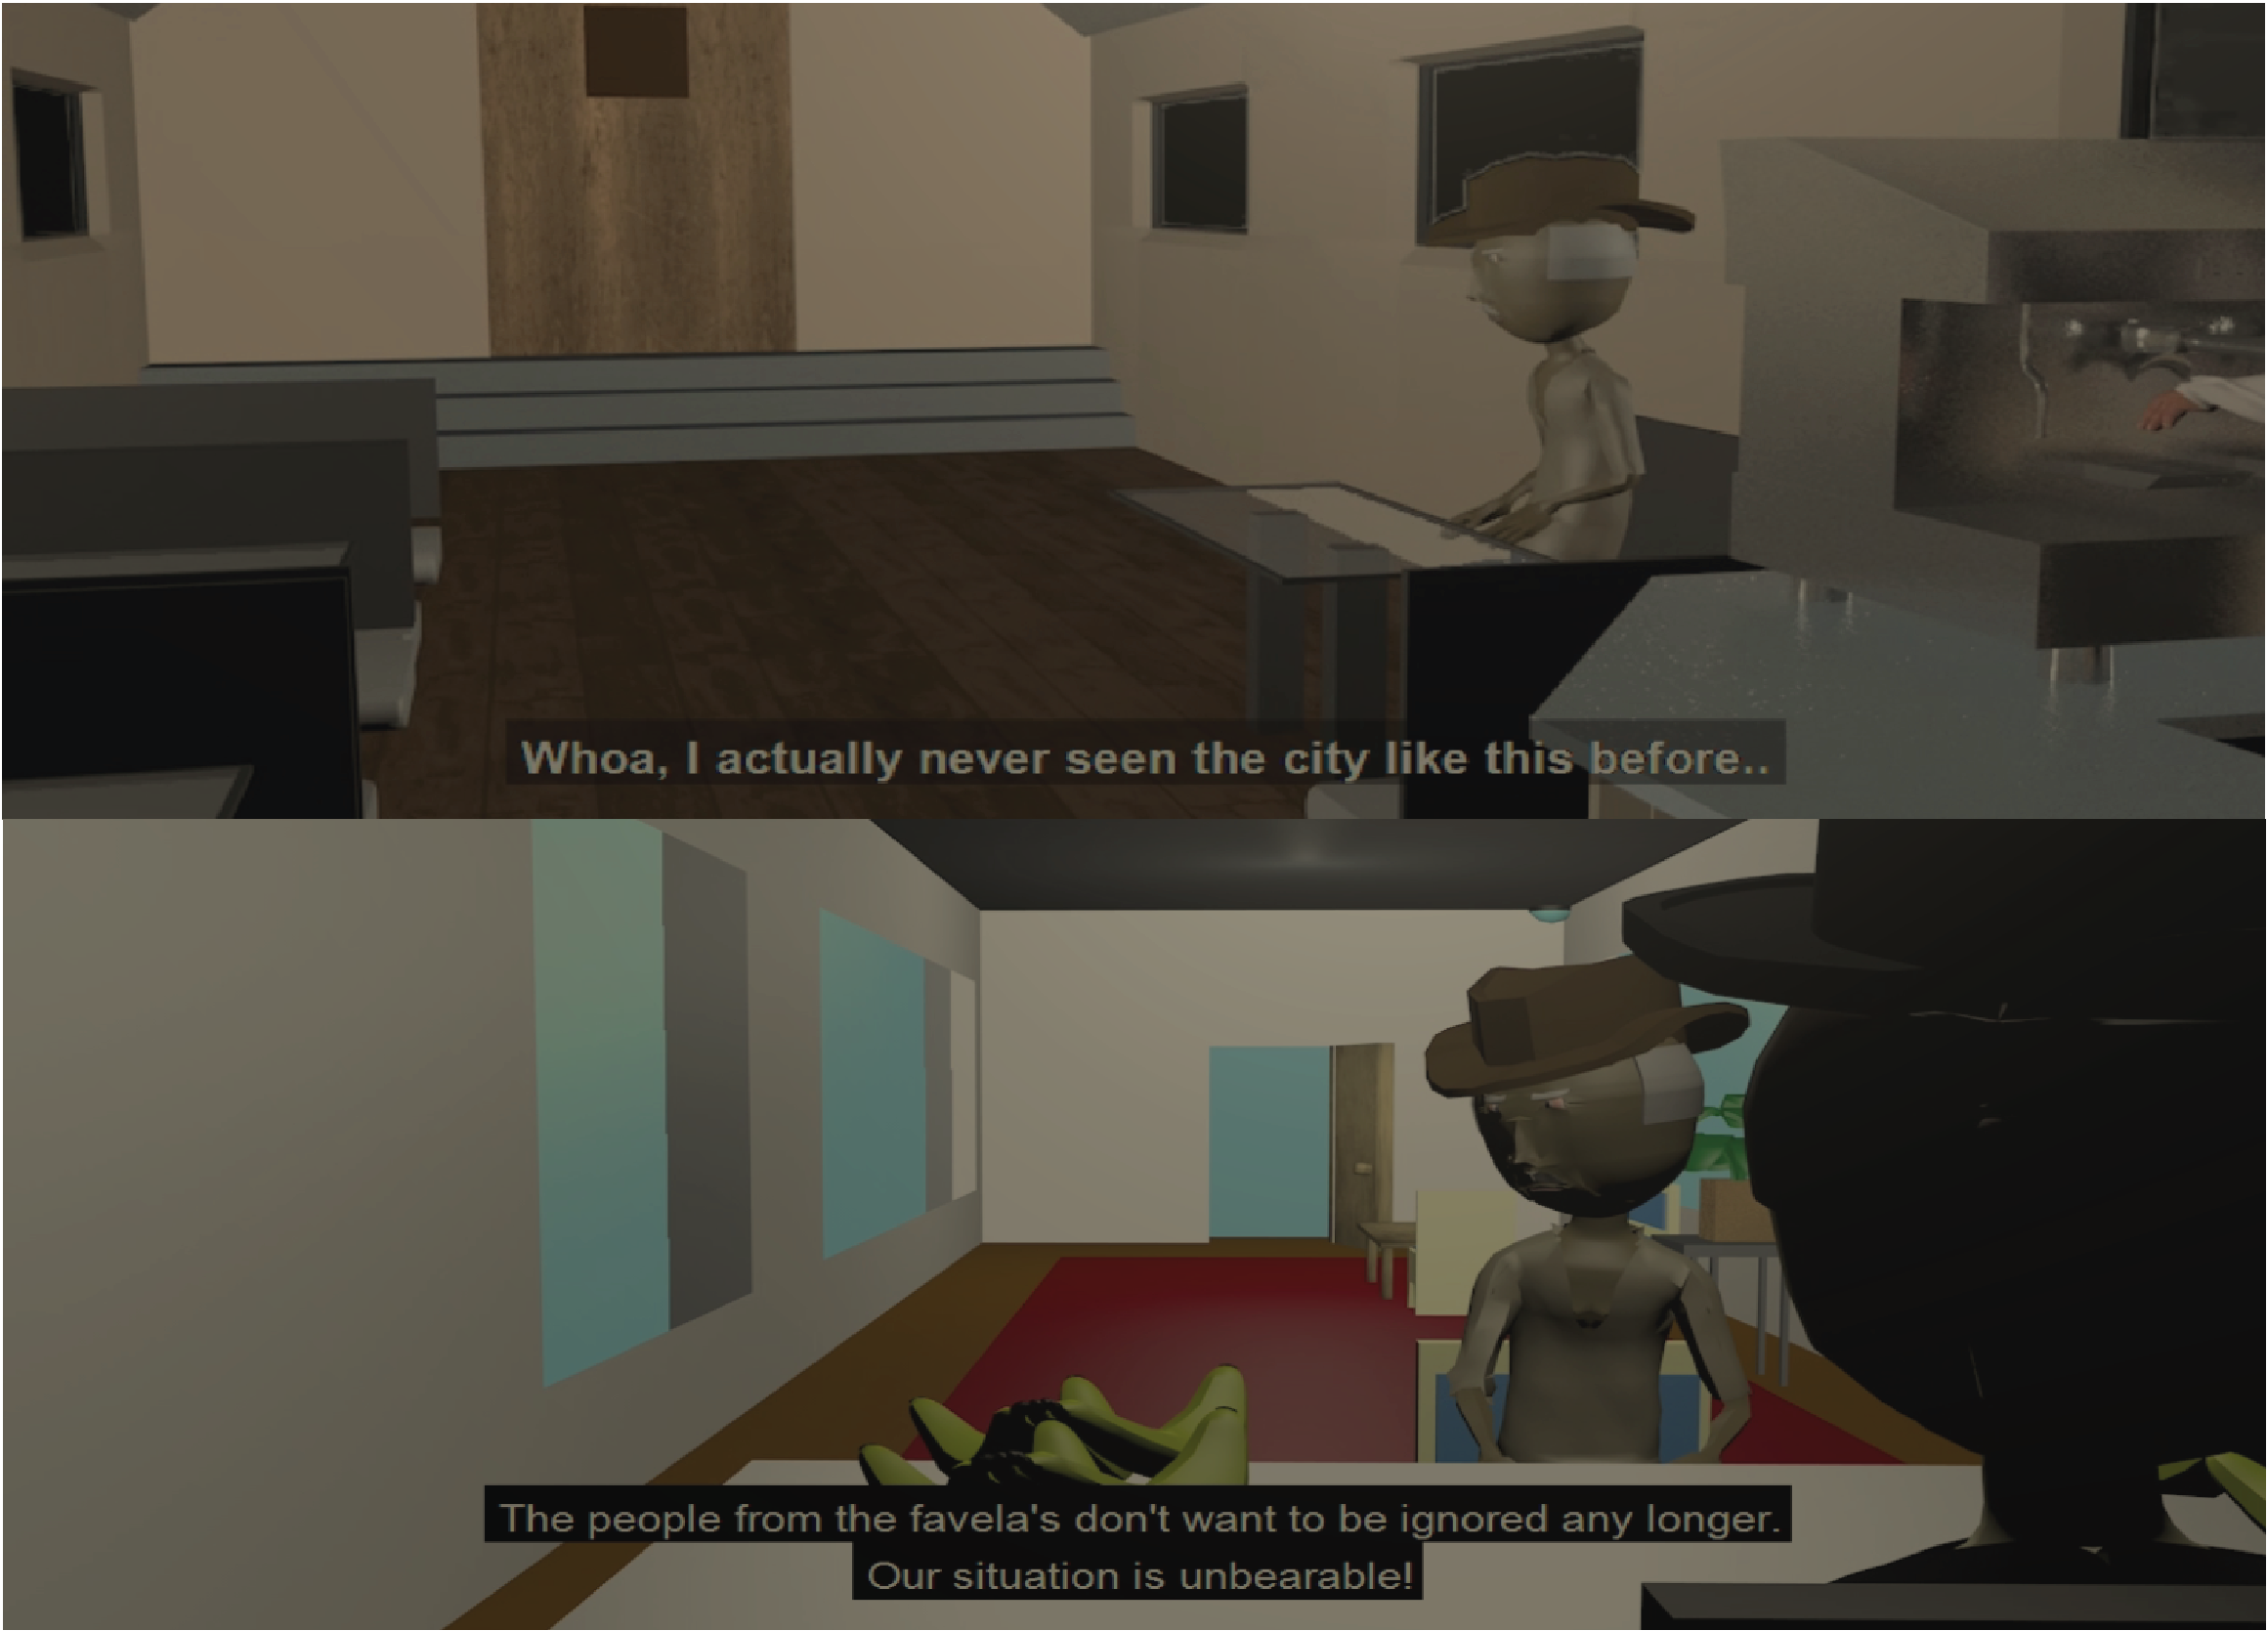 Whoa, I actually never seen the city like this before..
The people from the favela's don't want to be ignored any longer.
Our situation is unbearable!